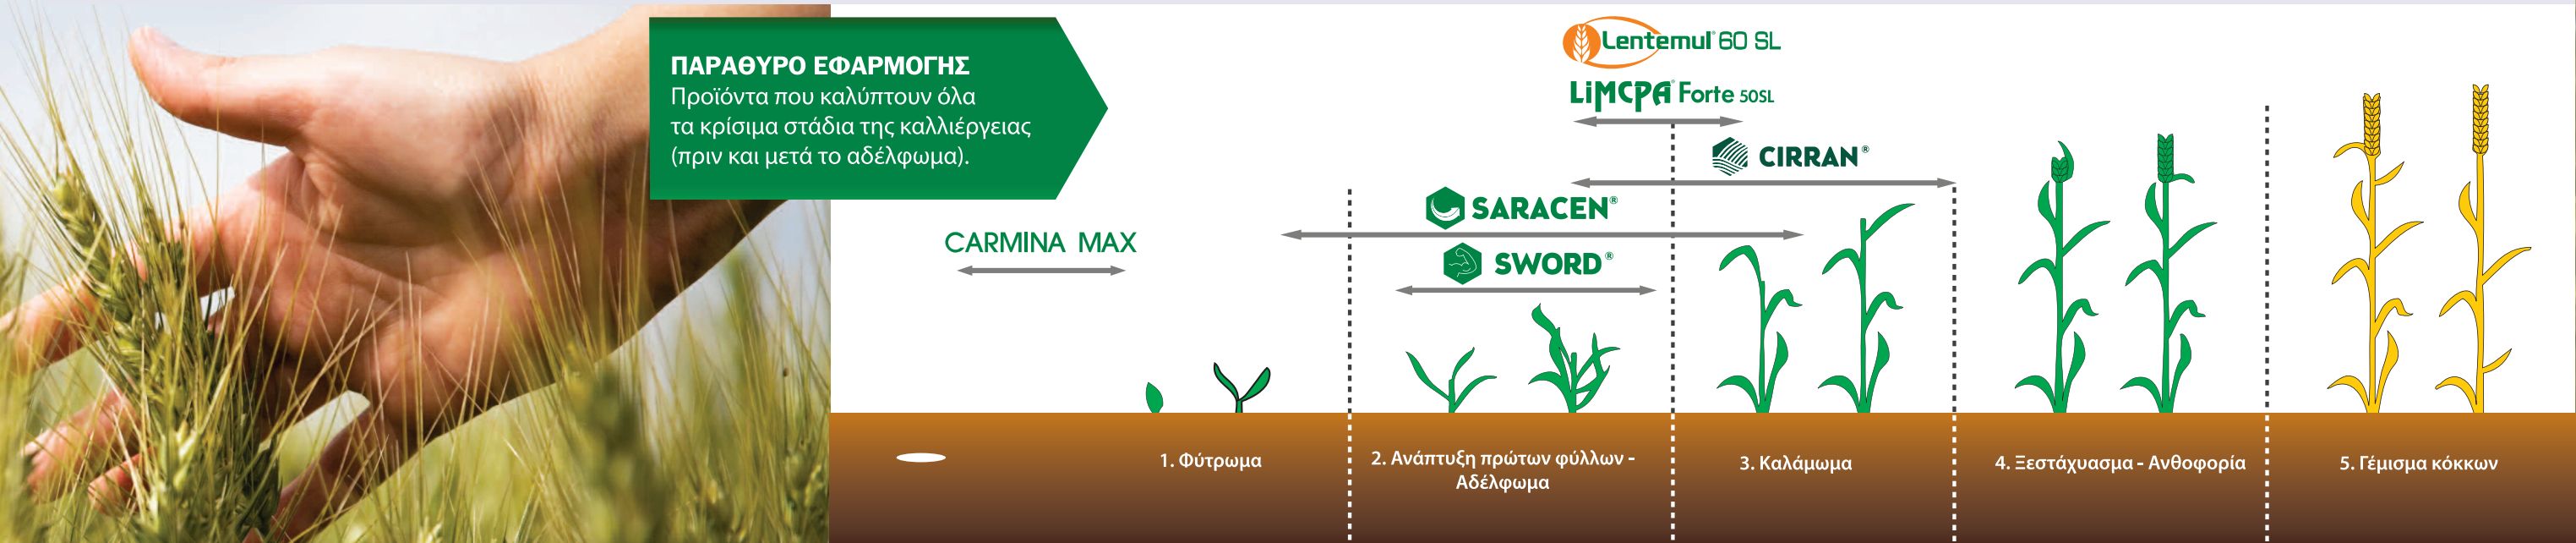 ΠΑΡΑΘΥΡΟ ΕΦΑΡΜΟΓΗΣ
Προϊόντα που καλύπτουν όλα
τα κρίσιμα στάδια της καλλιέργειας
(πριν και μετά το αδέλφωμα).
Lentemul® 60 SL
LiMCPA® Forte 50SL
CIRRAN®
SARACEN®
CARMINA MAX
SWORD®
1. Φύτρωμα
2. Ανάπτυξη πρώτων φύλλων -
Αδέλφωμα
3. Καλάμωμα
4. Ξεστάχυασμα - Ανθοφορία
5. Γέμισμα κόκκων